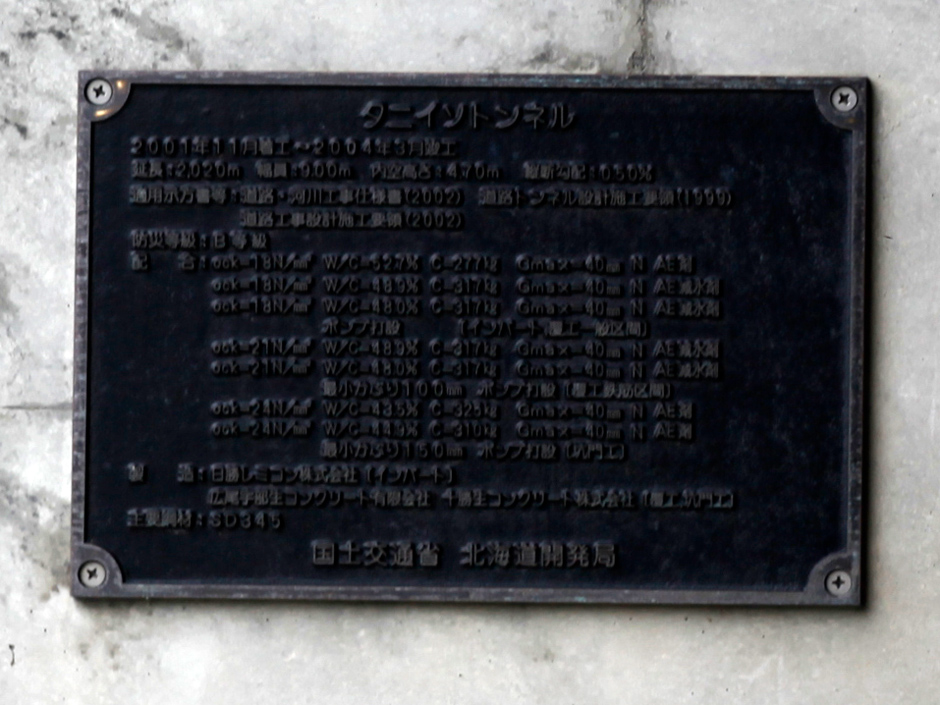 タニイソトンネル
2001年11月着工～2004年3月竣工
延長:2,020m 幅員:9.00m 内空高さ:4.70m 縦断勾配:0.50%
適用示方書等:道路・河川工事仕様書(2002) 道路トンネル設計施工要領(1999)
道路工事設計施工要領(2002)
防災等級:B等級
配 合:σck-18N/㎟ W/C-62.7% C-277㎏ Gmax-40㎜ N AE剤
σck-18N/㎟ W/C-48.9% C-317㎏ Gmax-40㎜ N AE減水剤
σck-18N/㎟ W/C-48.0% C-317㎏ Gmax-40㎜ N AE減水剤
ポンプ打設 〔インバート,覆工一般区間〕
σck-21N/㎟ W/C-48.9% C-317㎏ Gmax-40㎜ N AE減水剤
σck-21N/㎟ W/C-48.0% C-317㎏ Gmax-40㎜ N AE減水剤
最小かぶり100㎜ ポンプ打設〔覆工鉄筋区間〕
σck-24N/㎟ W/C-43.5% C-325㎏ Gmax-40㎜ N AE剤
σck-24N/㎟ W/C-44.9% C-310㎏ Gmax-40㎜ N AE剤
最小かぶり150㎜ ポンプ打設〔坑門工〕
製 造:日勝レミコン株式会社〔インバート〕
広尾宇部生コンクリート有限会社 十勝生コンクリート株式会社〔覆工,坑門工〕
主要鋼材:SD345
国土交通省 北海道開発局